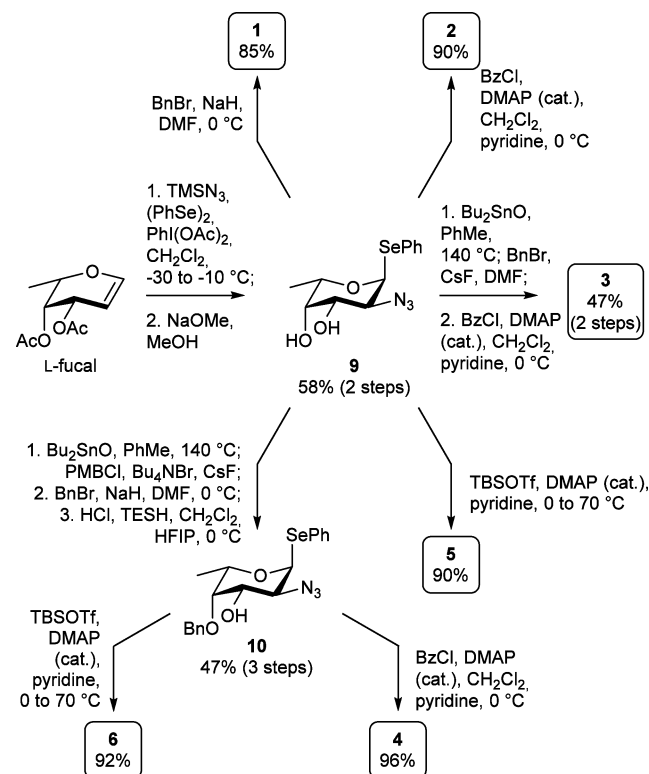 1
85%
2
90%
BnBr, NaH,
DMF, 0 °C
BzCl,
DMAP (cat.),
CH₂Cl₂,
pyridine, 0 °C
O
AcO
OAc
L-fucal
1. TMSN₃,
(PhSe)₂,
PhI(OAc)₂,
CH₂Cl₂,
-30 to -10 °C;
2. NaOMe,
MeOH
SePh
O
N₃
OH
HO
9
58% (2 steps)
1. Bu₂SnO,
PhMe,
140 °C; BnBr,
CsF, DMF;
2. BzCl, DMAP
(cat.), CH₂Cl₂,
pyridine, 0 °C
3
47%
(2 steps)
1. Bu₂SnO, PhMe, 140 °C;
PMBCl, Bu₄NBr, CsF;
2. BnBr, NaH, DMF, 0 °C;
3. HCl, TESH, CH₂Cl₂,
HFIP, 0 °C
TBSOTf, DMAP (cat.),
pyridine, 0 to 70 °C
5
90%
SePh
O
N₃
OH
BnO
10
47% (3 steps)
TBSOTf,
DMAP
(cat.),
pyridine,
0 to 70 °C
BzCl, DMAP
(cat.), CH₂Cl₂,
pyridine, 0 °C
6
92%
4
96%